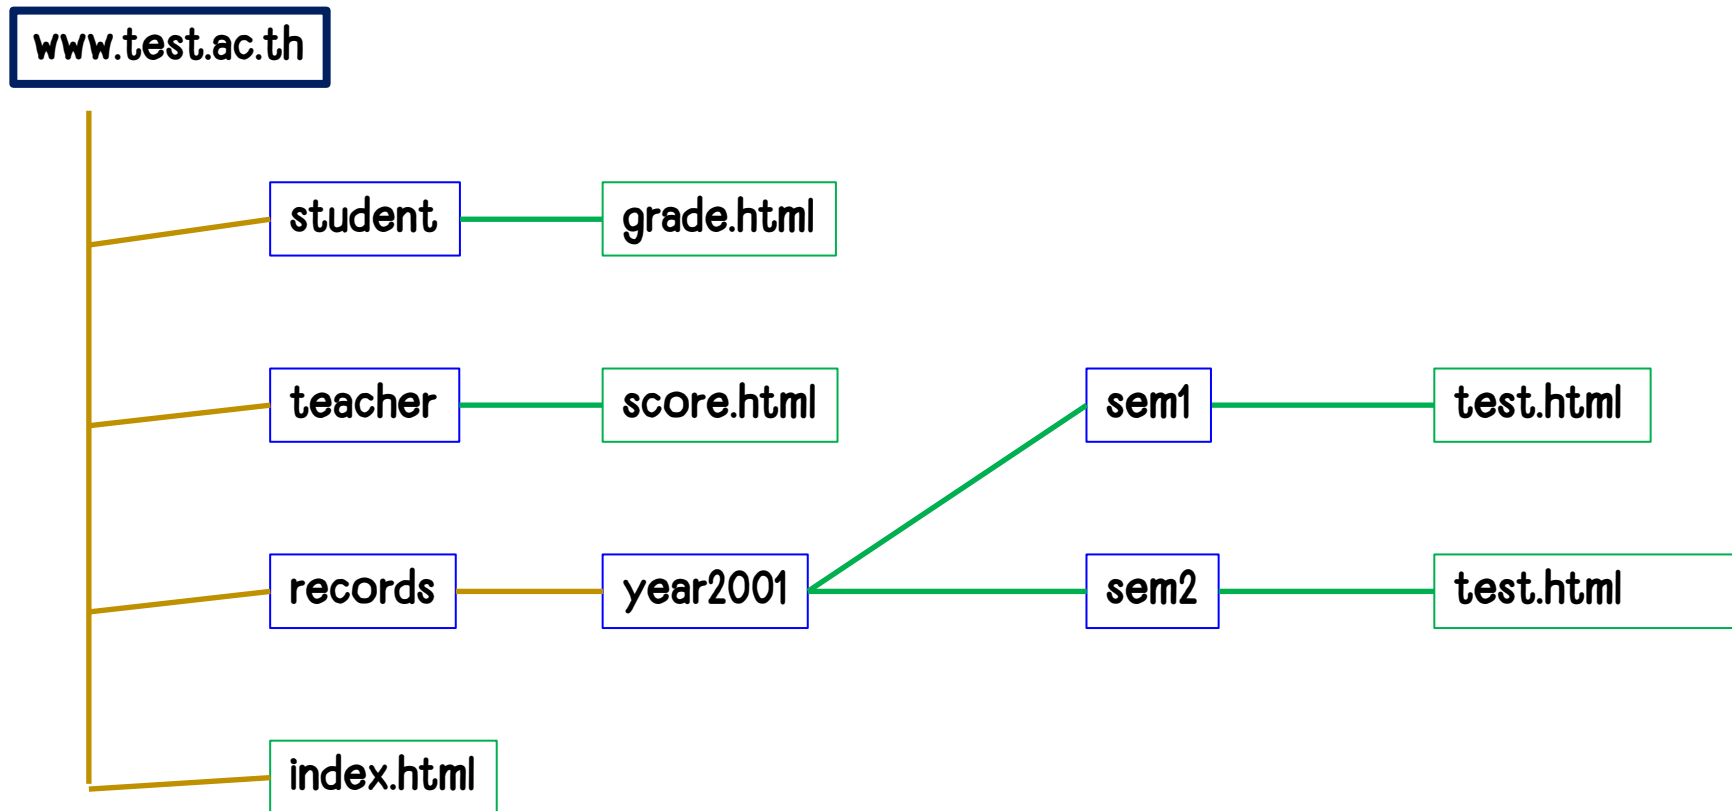 www.test.ac.th
student
grade.html
teacher
score.html
sem1
test.html
records
year2001
sem2
test.html
index.html